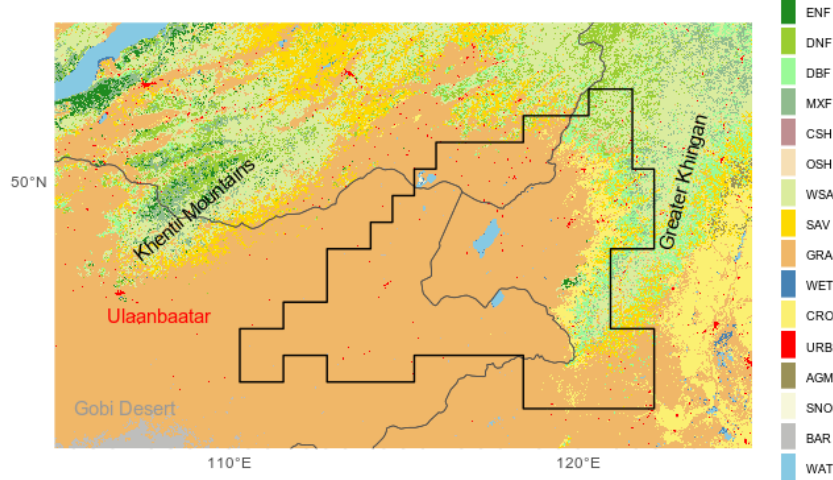 50°N
Khentii Mountains
Greater Khingan
Ulaanbaatar
Gobi Desert
110°E
120°E
ENF
DNF
DBF
MXF
CSH
OSH
WSA
SAV
GRA
WET
CRO
URB
AGM
SNO
BAR
WAT